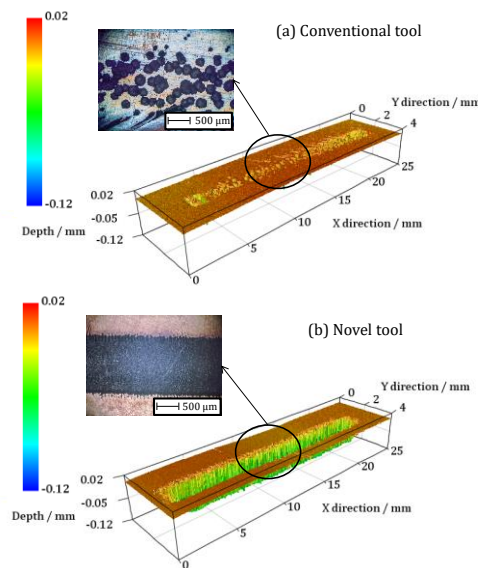 0.02
(a) Conventional tool
500 μm
Y direction / mm
0
2
4
0.02
-0.05
-0.12
-0.12
Depth / mm
25
20
15
10
5
0
X direction / mm
0.02
(b) Novel tool
500 μm
Y direction / mm
0
2
4
0.02
-0.05
-0.12
-0.12
Depth / mm
25
20
15
10
5
0
X direction / mm